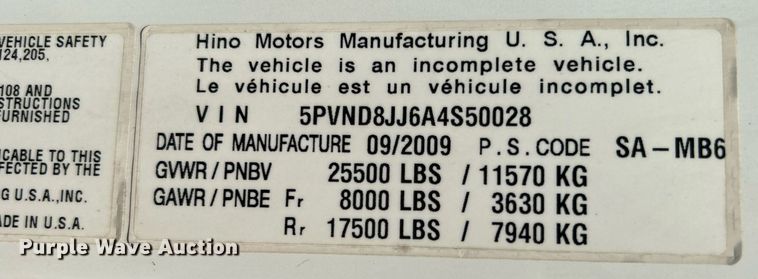 VEHICLE SAFETY
124,205,
108 AND
STRUCTIONS
FURNISHED
ICABLE TO THIS
FECTED BY THE
G U.S.A.,INC.
ADE IN U.S.A.
Hino Motors Manufacturing U. S. A., Inc.
The vehicle is an incomplete vehicle.
Le véhicule est un véhicule incomplet.
VIN 5PVND8JJ6A4S50028
DATE OF MANUFACTURE 09/2009 P.S.CODE SA-MB6
GVWR/PNBV 25500 LBS / 11570 KG
GAWR/PNBE Fr 8000 LBS / 3630 KG
Rr 17500 LBS / 7940 KG
Purple Wave Auction